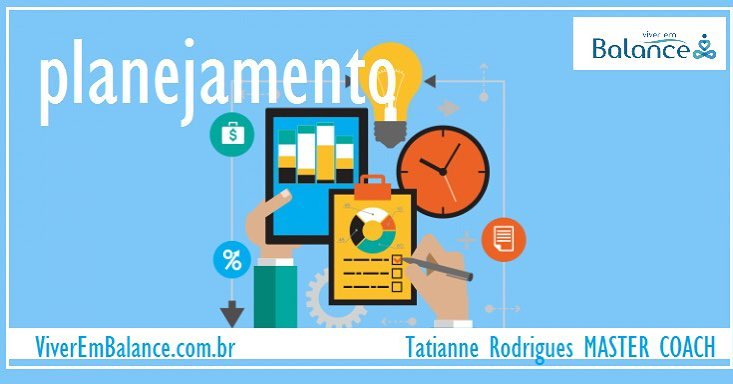 planejamento
viver em
Balance
ViverEmBalance.com.br
Tatianne Rodrigues MASTER COACH